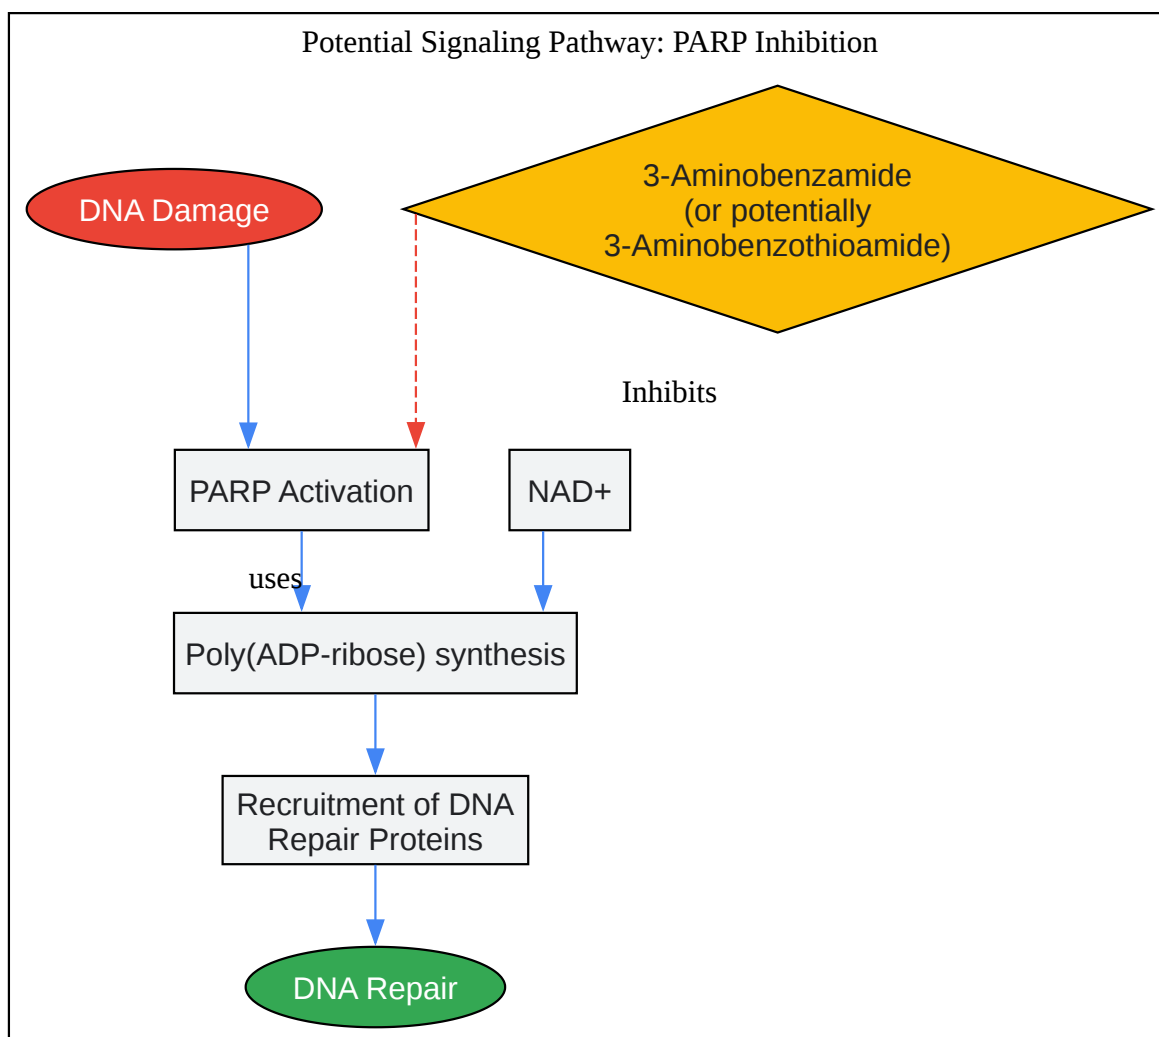 Potential Signaling Pathway: PARP Inhibition
DNA Damage
3-Aminobenzamide
(or potentially
3-Aminobenzothioamide)
Inhibits
PARP Activation
NAD+
uses
Poly(ADP-ribose) synthesis
Recruitment of DNA
Repair Proteins
DNA Repair